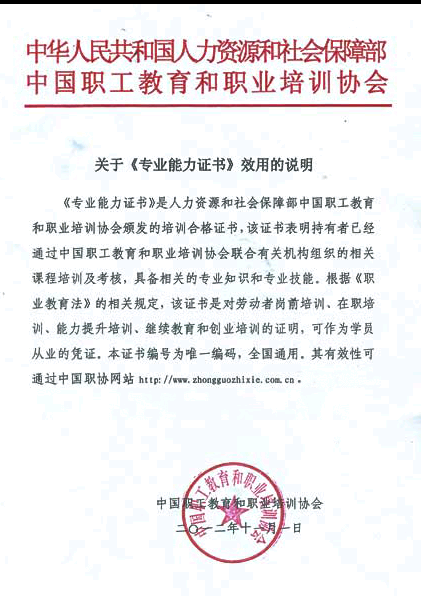 中华人民共和国人力资源和社会保障部
中国职工教育和职业培训协会
关于《专业能力证书》效用的说明
《专业能力证书》是人力资源和社会保障部中国职工教育
和职业培训协会颁发的培训合格证书,该证书表明持有者已经
通过中国职工教育和职业培训协会联合有关机构组织的相关
课程培训及考核，具备相关的专业知识和专业技能。根据《职
业教育法》的相关规定，该证书是对劳动者岗前培训、在职培
训、能力提升培训、继续教育和创业培训的证明，可作为学员
从业的凭证。本证书编号为唯一编码，全国通用。其有效性可
通过中国职协网站 http://www.zhongguozhixie.com.cn 。
中国职工教育和职业培训协会
中国职工教育和职业培训协会
二〇一二年十一月一日